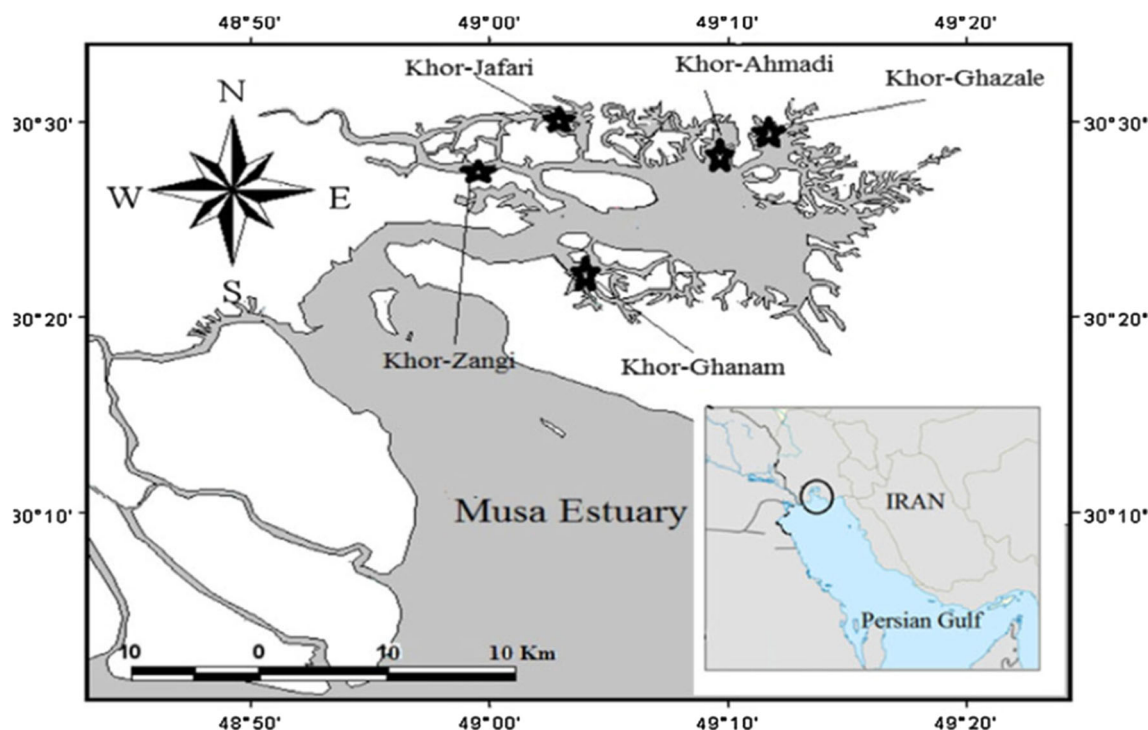 48°50' 49°00' 49°10' 49°20'
Khor-Jafari
Khor-Ahmadi
Khor-Ghazale
N
30°30' 30°30'
W E
S
30°20' 30°20'
Khor-Zangi
Khor-Ghanam
IRAN
Musa Estuary
30°10' 30°10'
Persian Gulf
10 0 10 10 Km
48°50' 49°00' 49°10' 49°20'